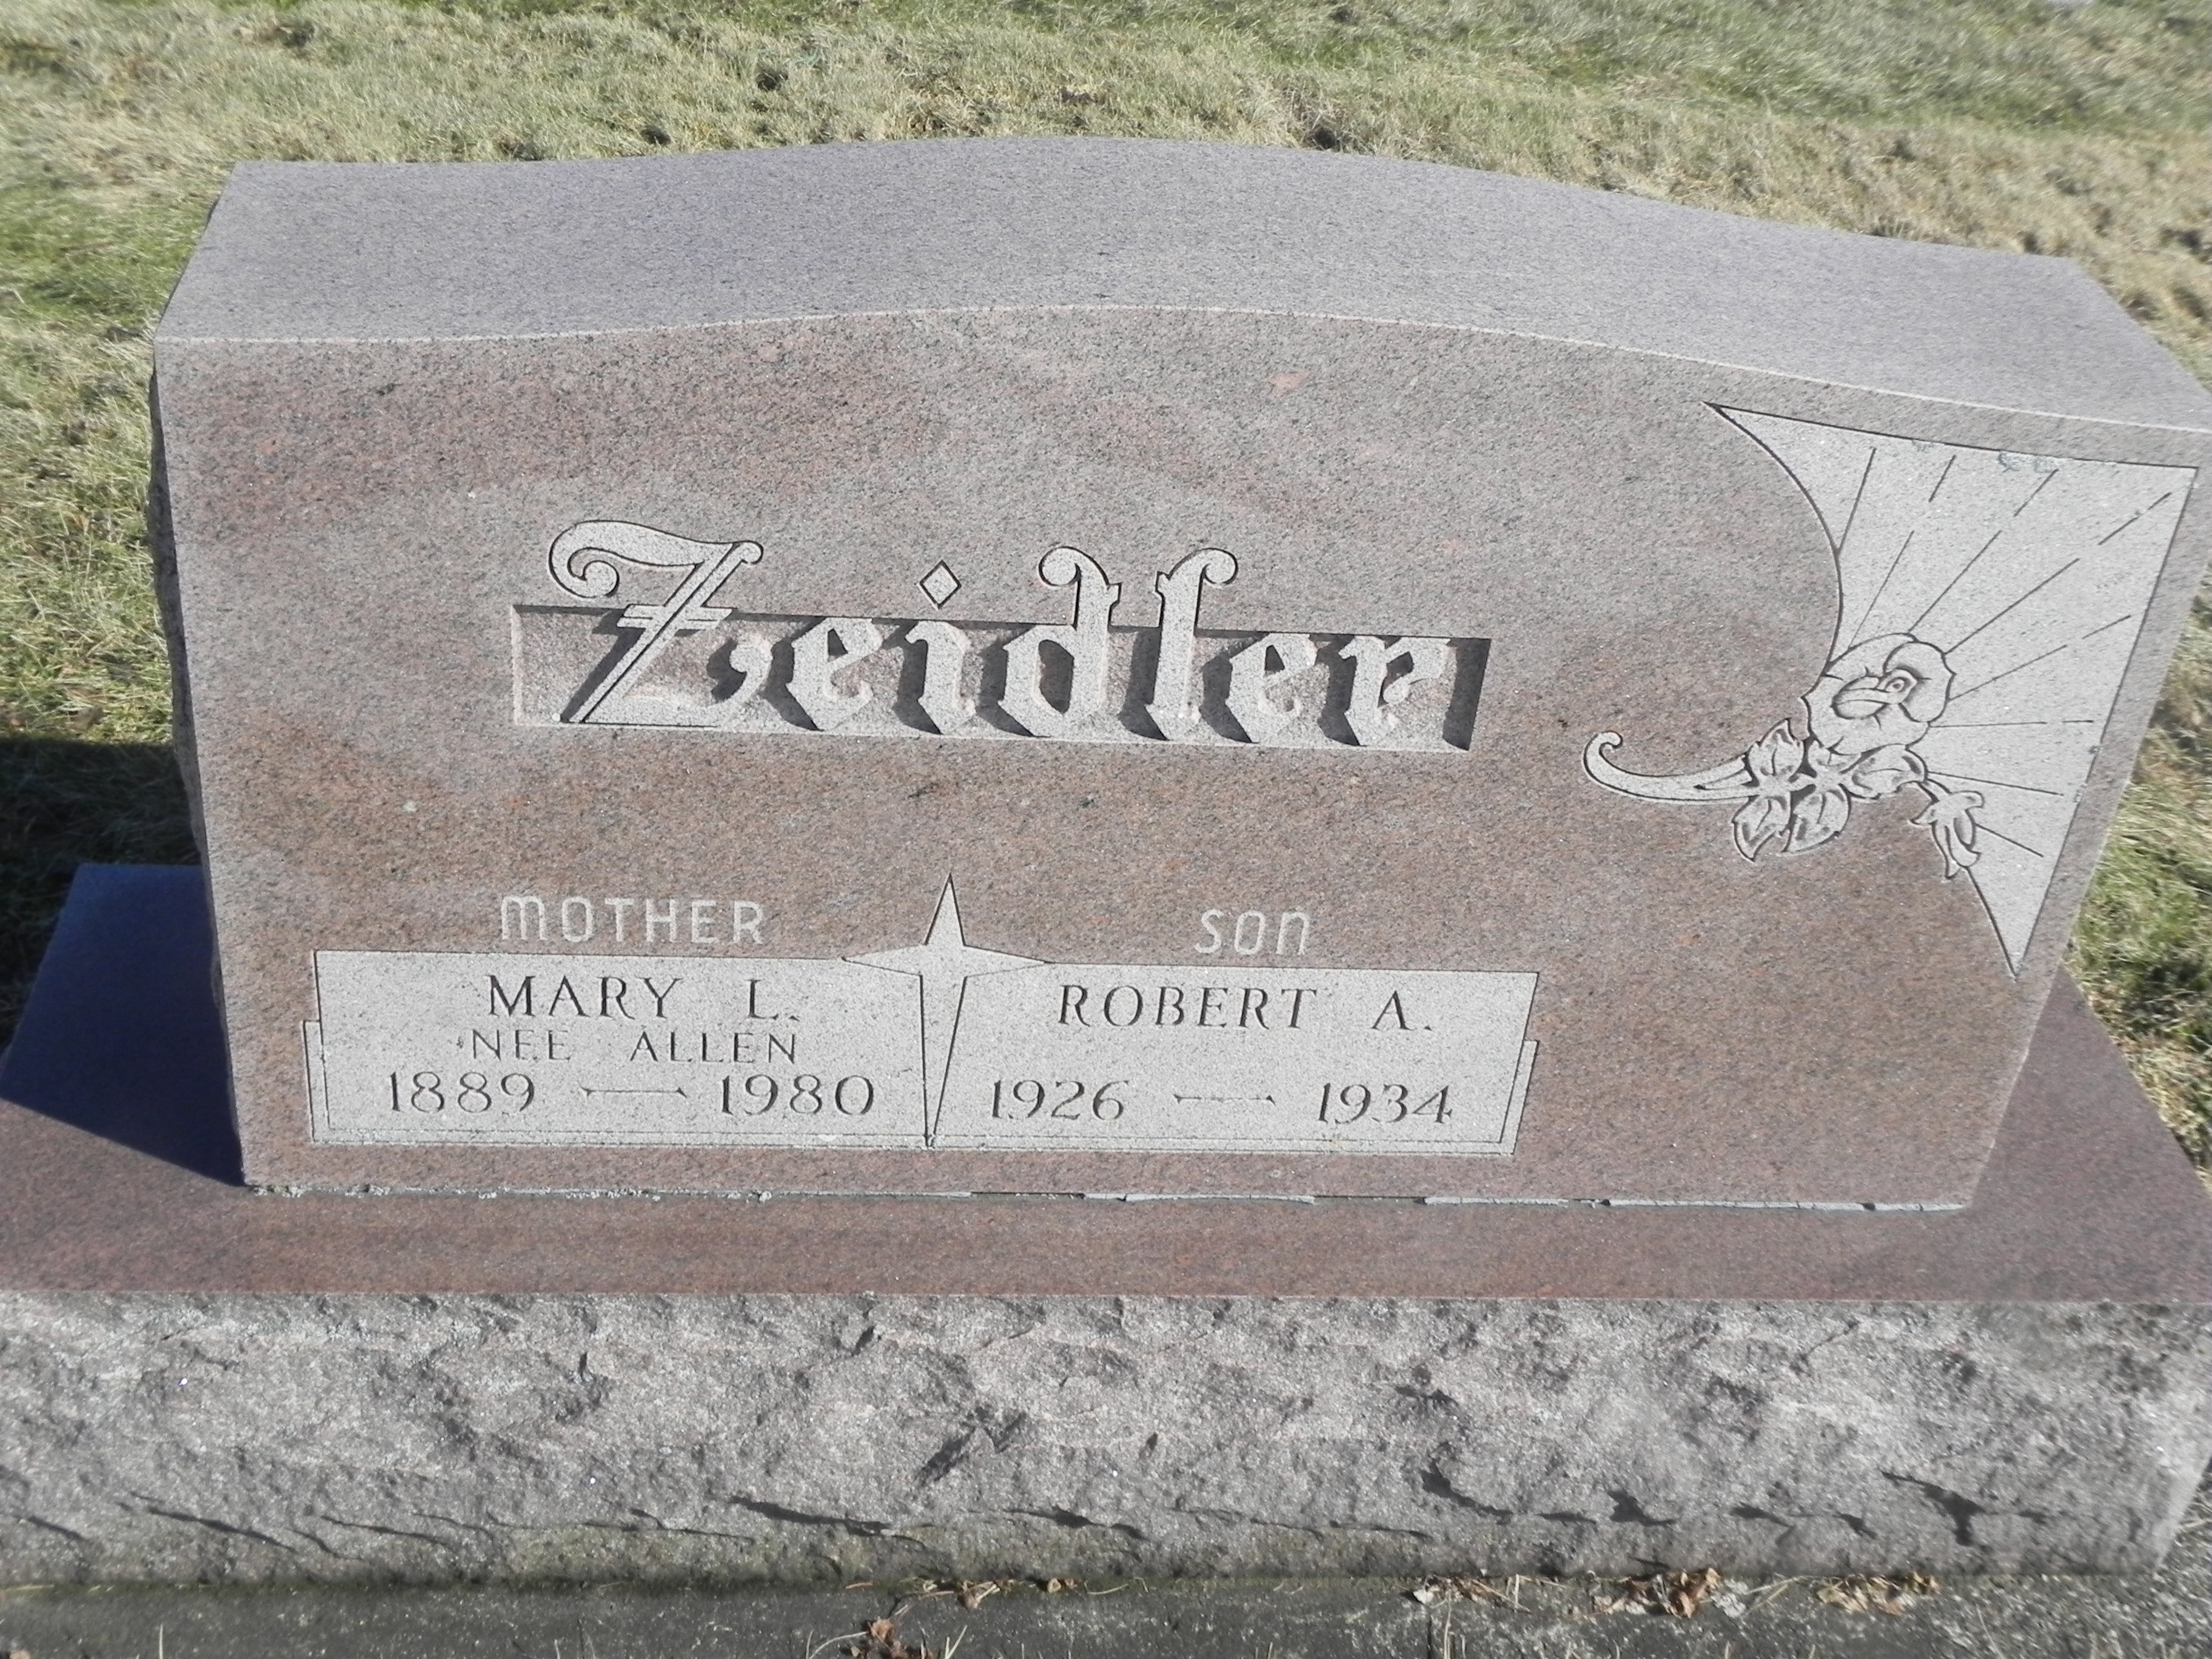 Zeidler
MOTHER SON
MARY L. ROBERT A.
NEE ALLEN
1889 — 1980 1926 — 1934